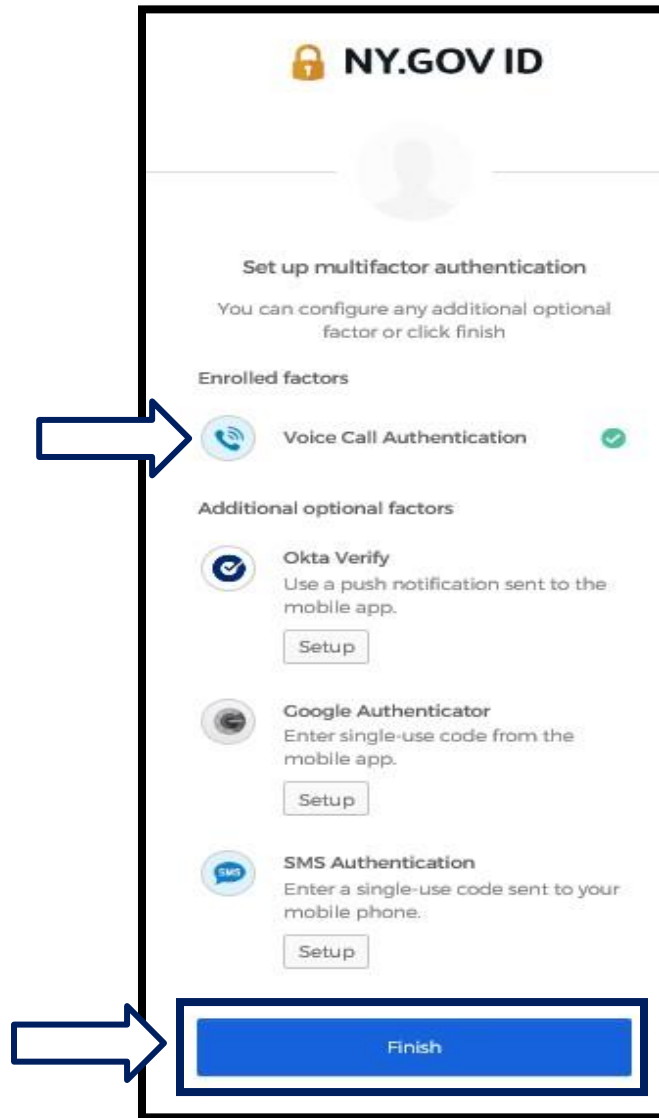 NY.GOV ID
Set up multifactor authentication
You can configure any additional optional
factor or click finish
Enrolled factors
Voice Call Authentication
Additional optional factors
Okta Verify
Use a push notification sent to the
mobile app.
Setup
Google Authenticator
Enter single-use code from the
mobile app.
Setup
SMS
SMS Authentication
Enter a single-use code sent to your
mobile phone.
Setup
Finish